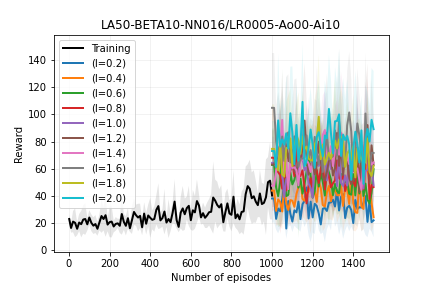 LA50-BETA10-NN016/LR0005-Ao00-Ai10
Reward
140
120
100
80
60
40
20
0
Training
(l=0.2)
(l=0.4)
(l=0.6)
(l=0.8)
(l=1.0)
(l=1.2)
(l=1.4)
(l=1.6)
(l=1.8)
(l=2.0)
0 200 400 600 800 1000 1200 1400
Number of episodes